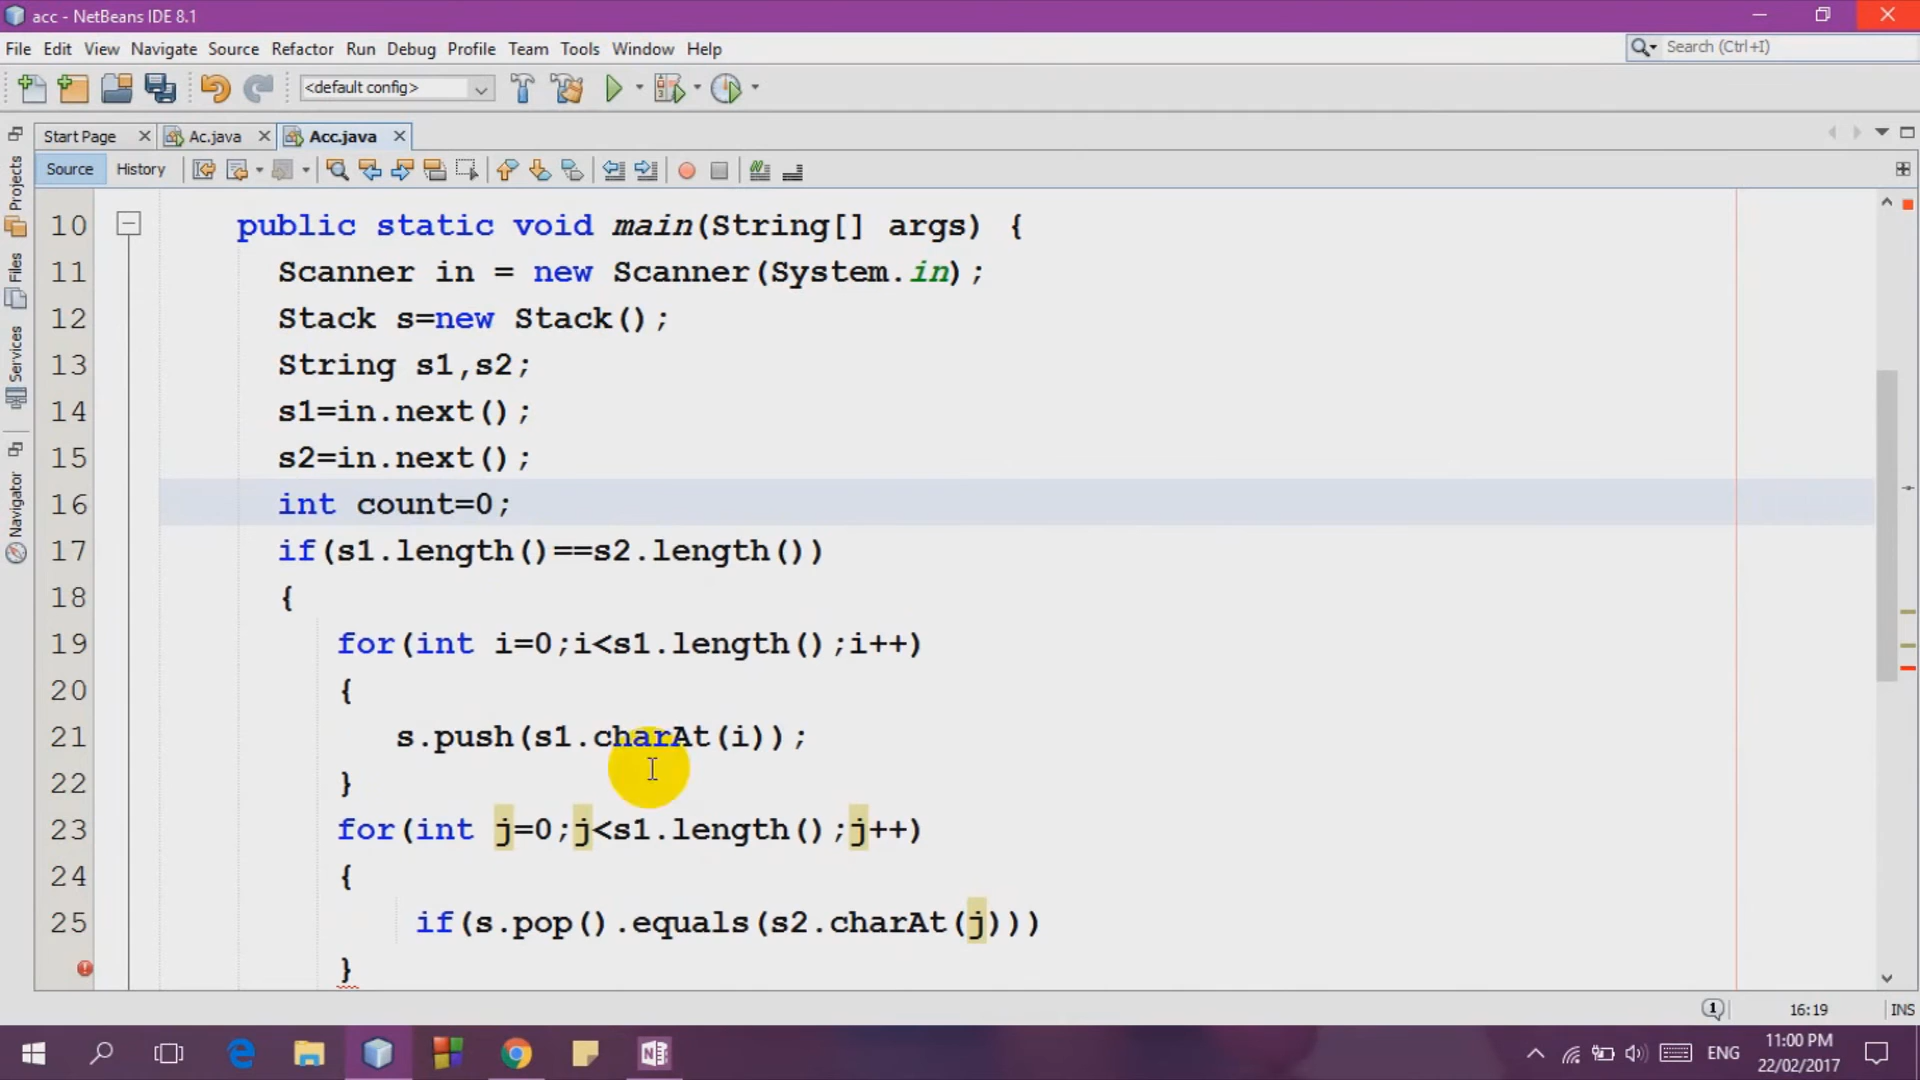 acc - NetBeans IDE 8.1
File Edit View Navigate Source Refactor Run Debug Profile Team Tools Window Help
Search (Ctrl+I)
<default config>
Start Page Ac.java Acc.java
Source History
Projects
Files
Services
Navigator
10 public static void main(String[] args) {
11 Scanner in = new Scanner(System.in);
12 Stack s=new Stack();
13 String s1,s2;
14 s1=in.next();
15 s2=in.next();
16 int count=0;
17 if(s1.length()==s2.length())
18 {
19 for(int i=0;i<s1.length();i++)
20 {
21 s.push(s1.charAt(i));
22 }
23 for(int j=0;j<s1.length();j++)
24 {
25 if(s.pop().equals(s2.charAt(j)))
}
1 16:19 INS
ENG
11:00 PM
22/02/2017